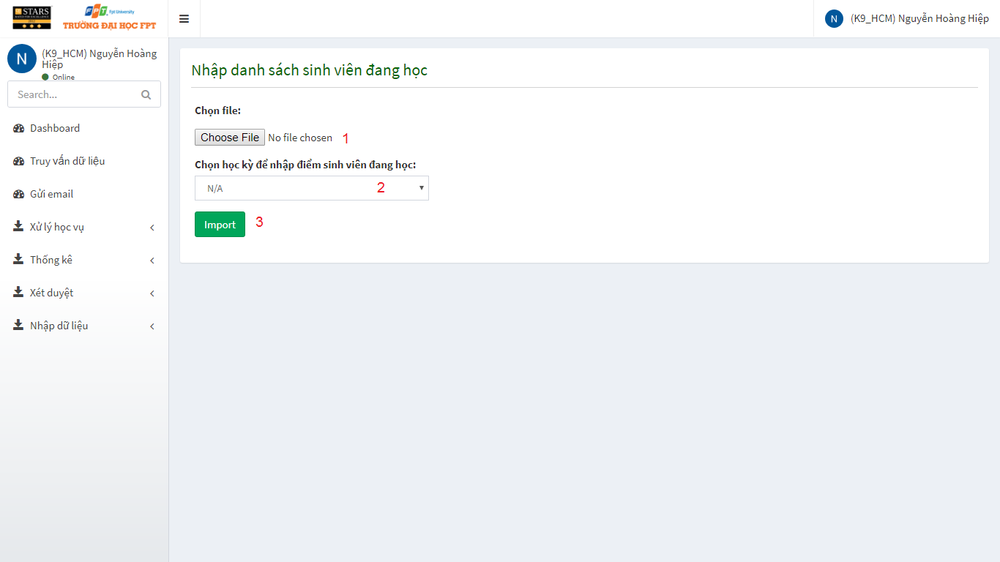 STARS
RATED FOR EXCELLENCE
FPT. Fpt University
TRƯỜNG ĐẠI HỌC FPT
N (K9_HCM) Nguyễn Hoàng Hiệp
N
(K9_HCM) Nguyễn Hoàng
Hiệp
Online
Search...
Dashboard
Truy vấn dữ liệu
Gửi email
Xử lý học vụ
Thống kê
Xét duyệt
Nhập dữ liệu
Nhập danh sách sinh viên đang học
Chọn file:
Choose File No file chosen 1
Chọn học kỳ để nhập điểm sinh viên đang học:
N/A 2
Import 3